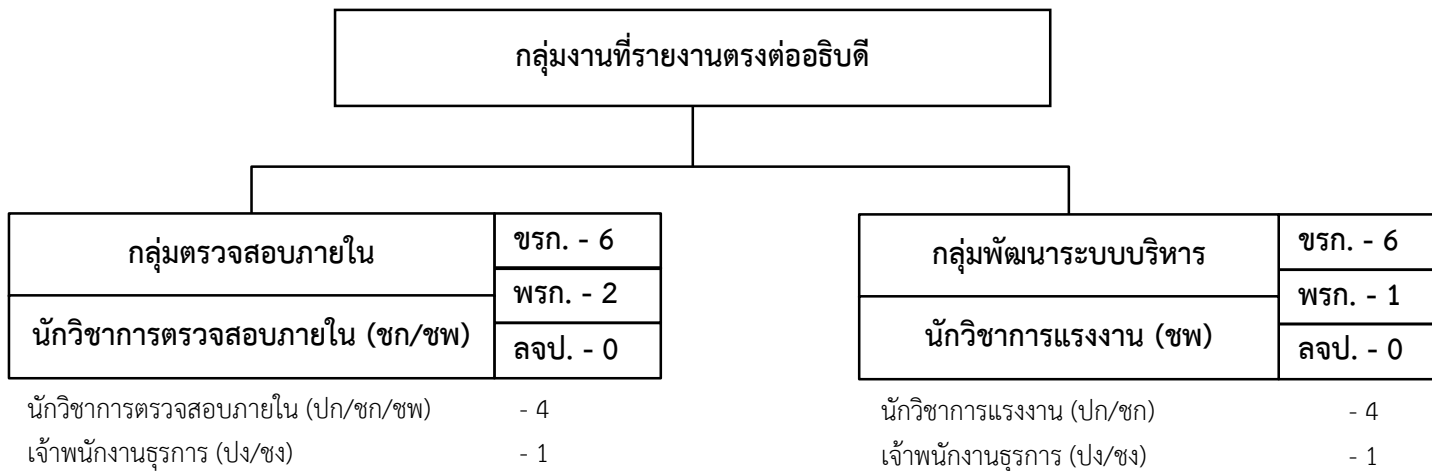 กลุ่มงานที่รายงานตรงต่ออธิบดี
กลุ่มตรวจสอบภายใน
นักวิชาการตรวจสอบภายใน (ชก/ชพ)
ขรก. - 6
พรก. - 2
ลจป. - 0
นักวิชาการตรวจสอบภายใน (ปก/ชก/ชพ) - 4
เจ้าพนักงานธุรการ (ปง/ชง) - 1
กลุ่มพัฒนาระบบบริหาร
นักวิชาการแรงงาน (ชพ)
ขรก. - 6
พรก. - 1
ลจป. - 0
นักวิชาการแรงงาน (ปก/ชก) - 4
เจ้าพนักงานธุรการ (ปง/ชง) - 1